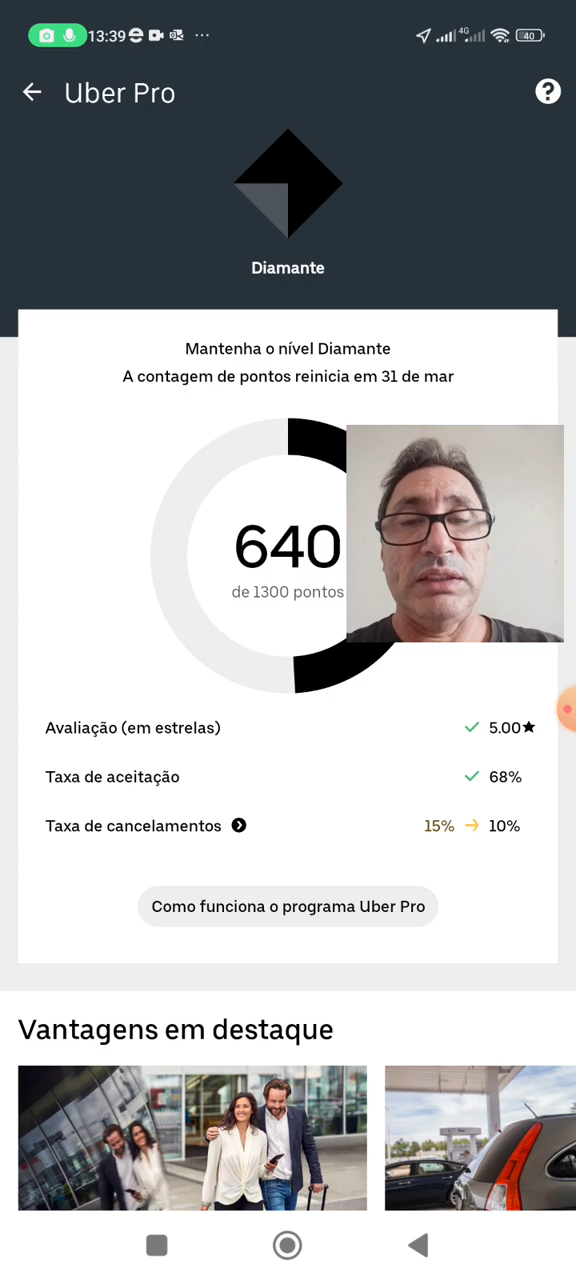 13:39
4G
40
Uber Pro
?
Diamante
Mantenha o nível Diamante
A contagem de pontos reinicia em 31 de mar
640
de 1300 pontos
Avaliação (em estrelas) 5.00★
Taxa de aceitação 68%
Taxa de cancelamentos 15% → 10%
Como funciona o programa Uber Pro
Vantagens em destaque